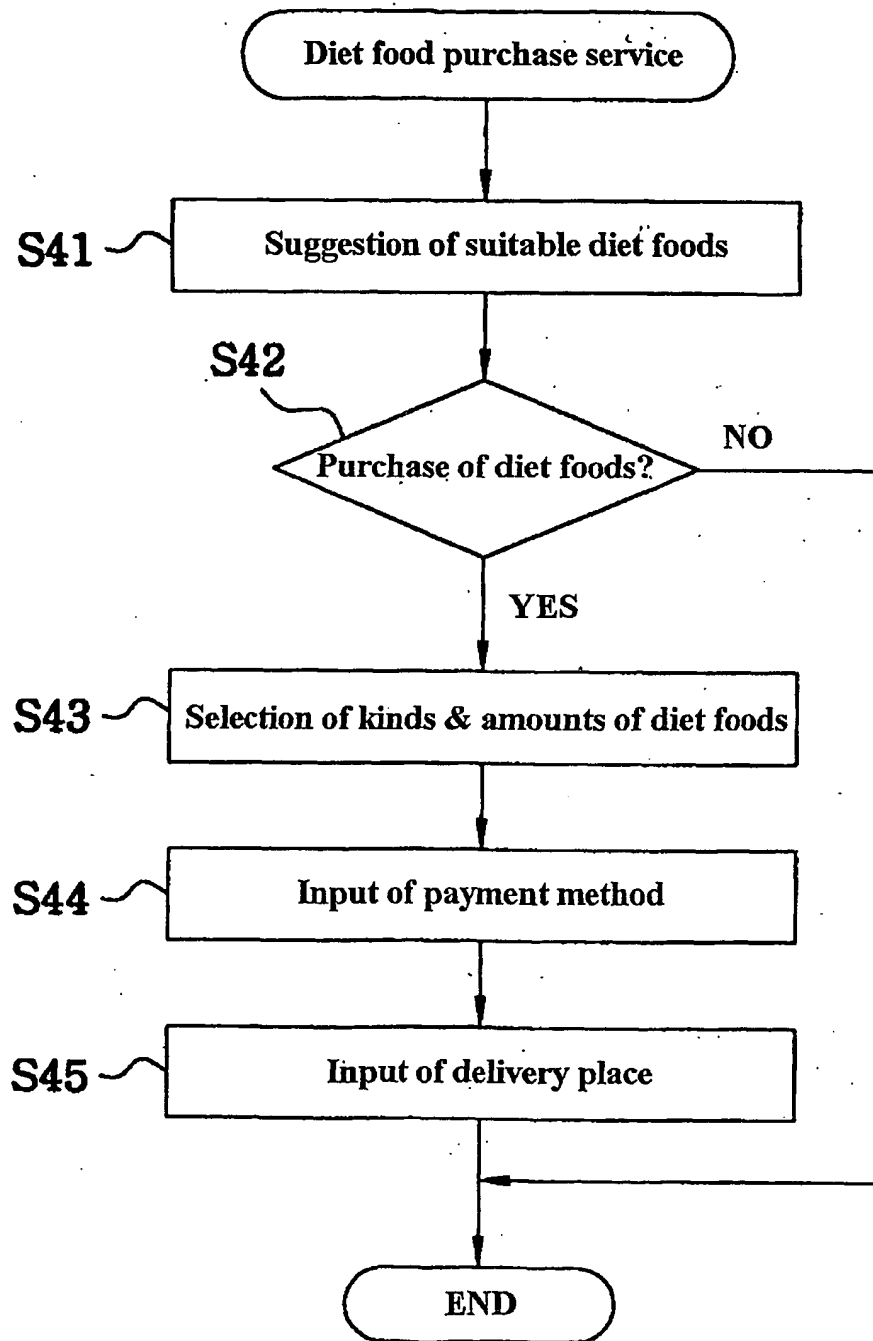 Diet food purchase service
S41
Suggestion of suitable diet foods
S42
Purchase of diet foods?
NO
YES
S43
Selection of kinds & amounts of diet foods
S44
Input of payment method
S45
Input of delivery place
END